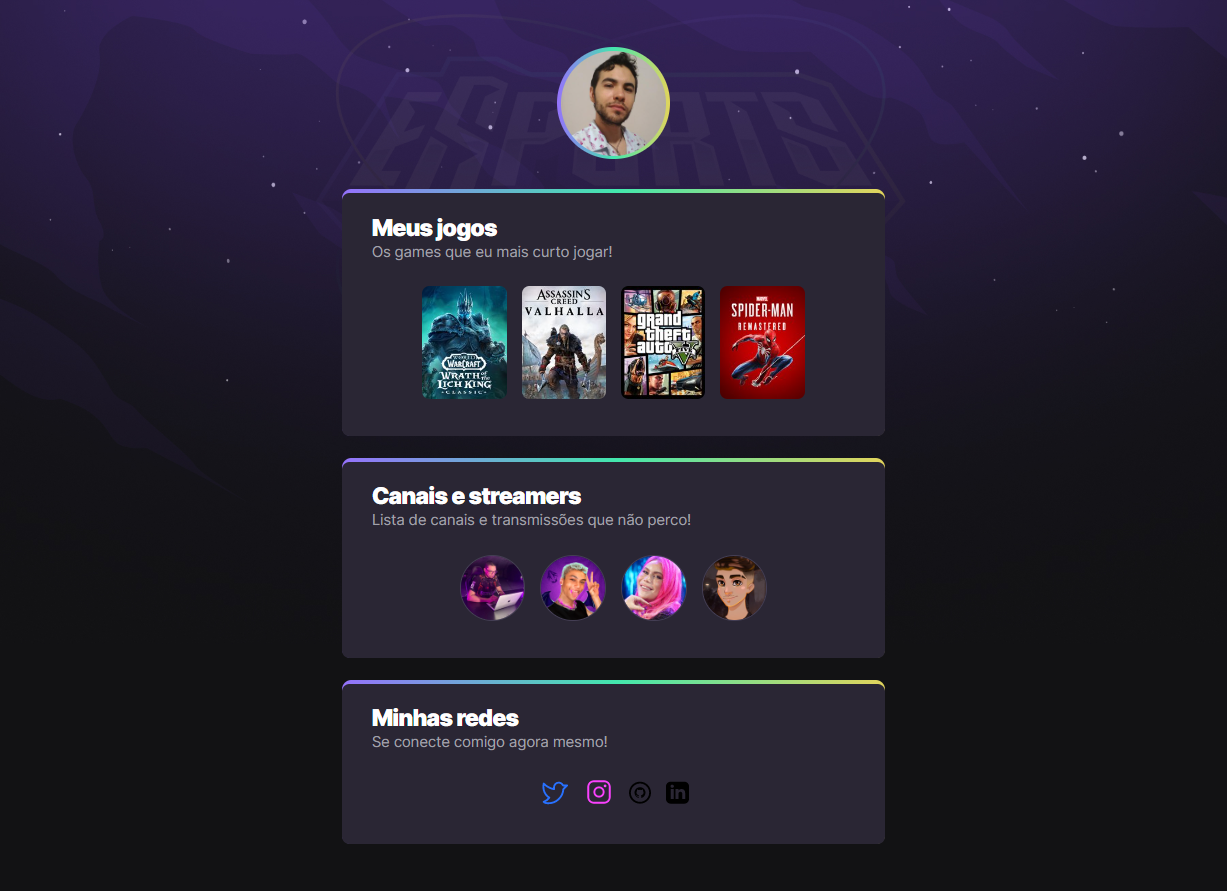 ESPORTS
Meus jogos
Os games que eu mais curto jogar!
WORLD
WARCRAFT
WRATH of the
LICH KING
CLASSIC
ASSASSIN'S
CREED
VALHALLA
grand
theft
auto
V
MARVEL
SPIDER-MAN
REMASTERED
Canais e streamers
Lista de canais e transmissões que não perco!
Minhas redes
Se conecte comigo agora mesmo!
in